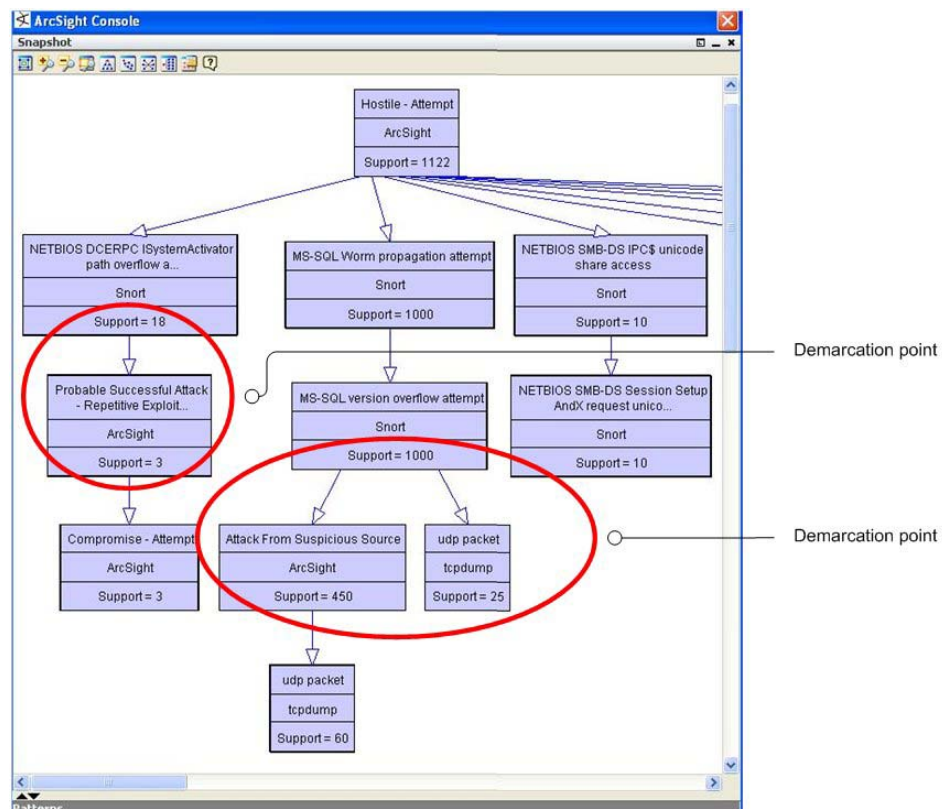 ArcSight Console
Snapshot
Hostile - Attempt
ArcSight
Support = 1122
NETBIOS DCERPC ISystemActivator
path overflow a...
Snort
Support = 18
MS-SQL Worm propagation attempt
Snort
Support = 1000
NETBIOS SMB-DS IPC$ unicode
share access
Snort
Support = 10
Demarcation point
Probable Successful Attack
- Repetitive Exploit...
ArcSight
Support = 3
MS-SQL version overflow attempt
Snort
Support = 1000
NETBIOS SMB-DS Session Setup
AndX request unico...
Snort
Support = 10
Compromise - Attempt
ArcSight
Support = 3
Attack From Suspicious Source
ArcSight
Support = 450
udp packet
tcpdump
Support = 25
Demarcation point
udp packet
tcpdump
Support = 60
Patterns